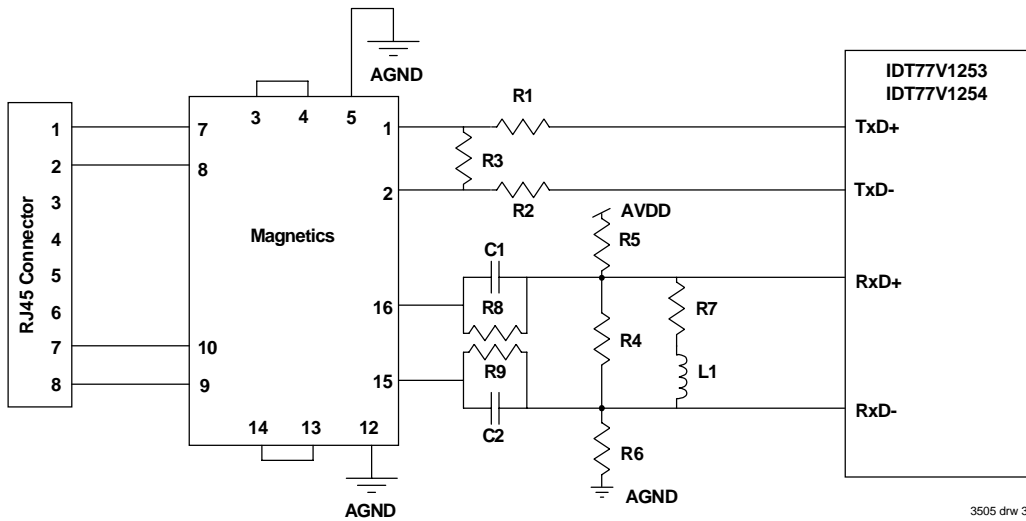 AGND
IDT77V1253
IDT77V1254
R1
3
4
5
1
7
1
TxD+
R3
2
8
2
TxD-
R2
3
AVDD
RJ45 Connector
4
Magnetics
R5
C1
5
RxD+
16
R8
R7
6
R4
7
10
R9
L1
15
8
9
RxD-
C2
14
13
12
R6
AGND
AGND
3505 drw 3